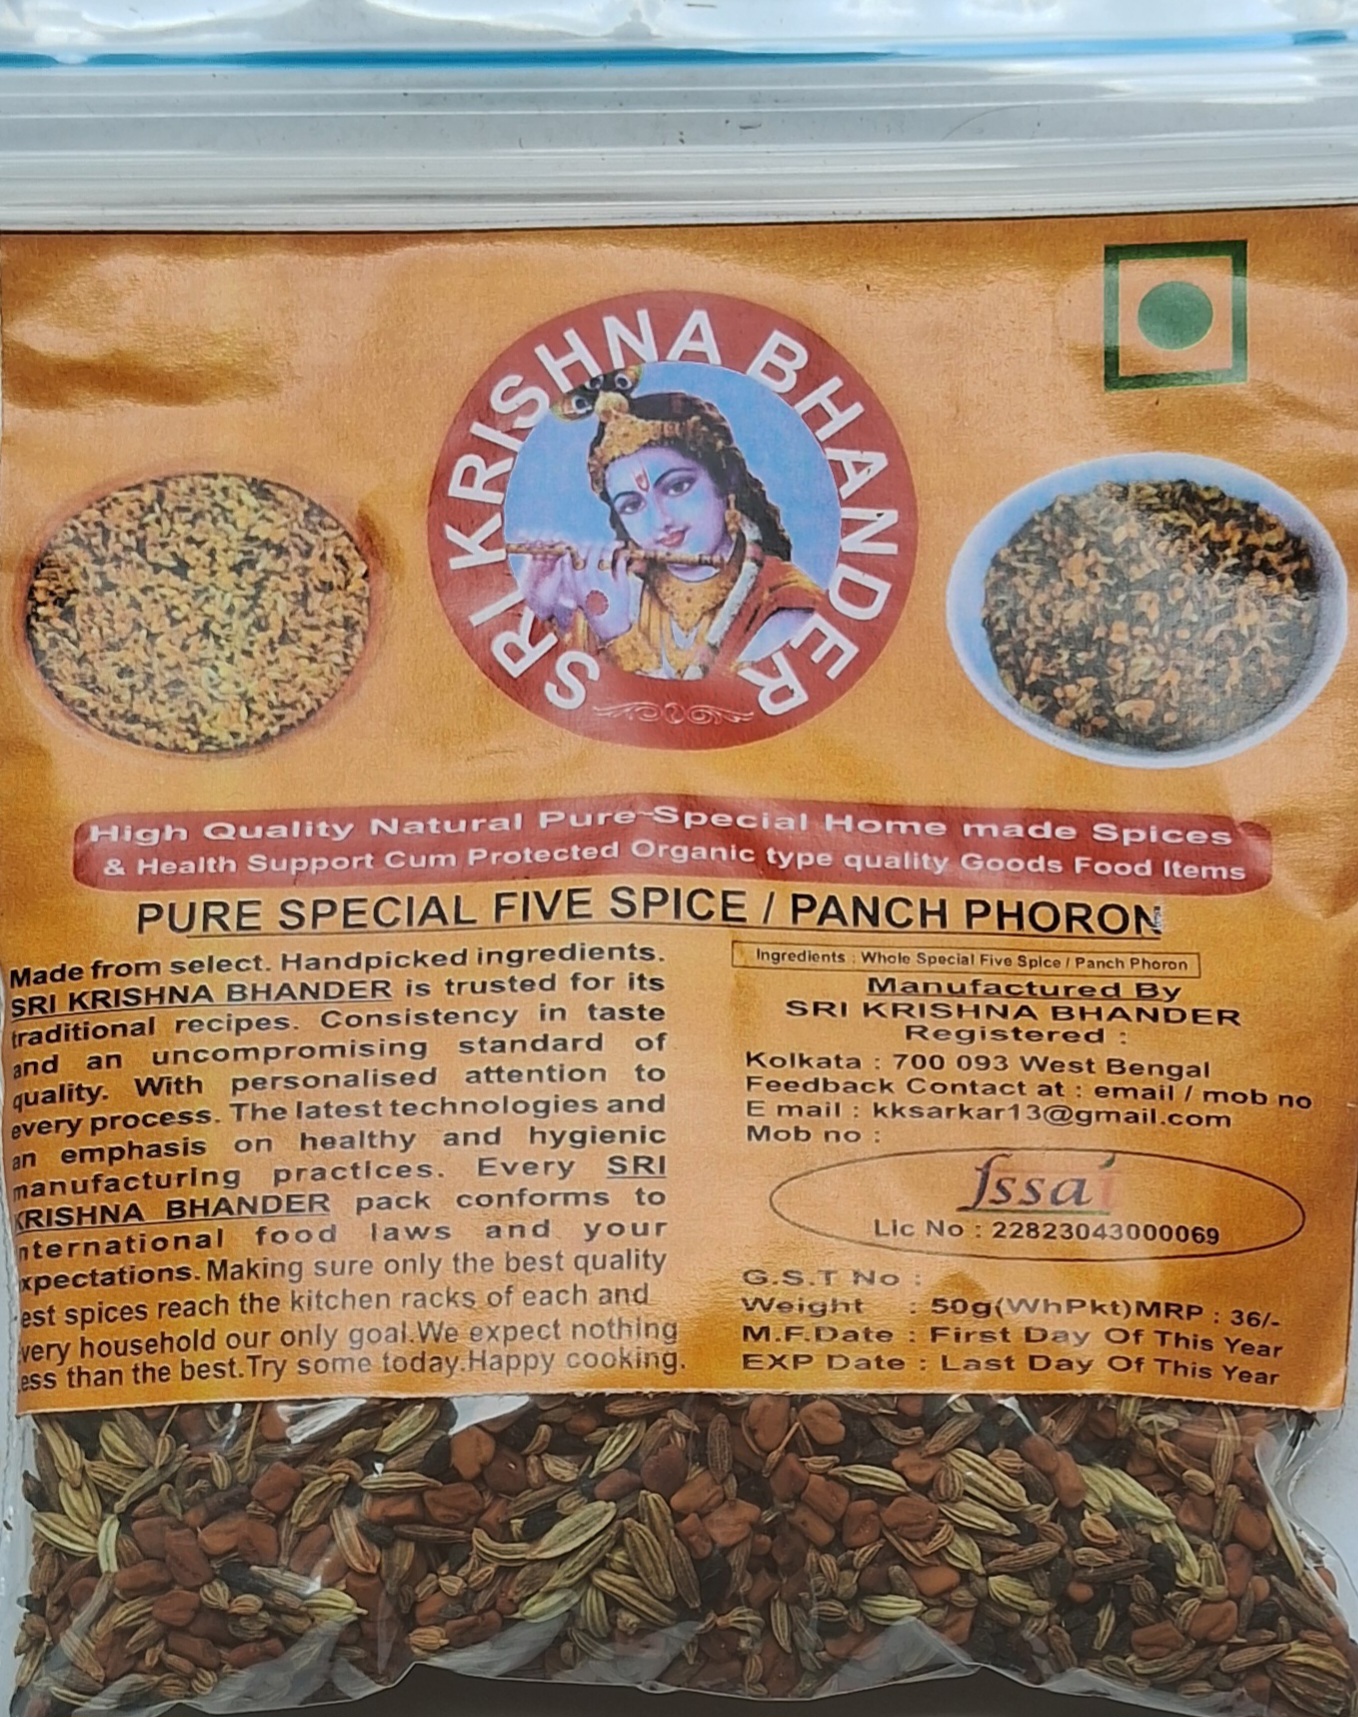 SRI KRISHNA BHANDER
High Quality Natural Pure-Special Home made Spices
& Health Support Cum Protected Organic type quality Goods Food Items
PURE SPECIAL FIVE SPICE / PANCH PHORON
Made from select. Handpicked ingredients.
SRI KRISHNA BHANDER is trusted for its
traditional recipes. Consistency in taste
and an uncompromising standard of
quality. With personalised attention to
every process. The latest technologies and
an emphasis on healthy and hygienic
manufacturing practices. Every SRI
KRISHNA BHANDER pack conforms to
nternational food laws and your
xpectations. Making sure only the best quality
est spices reach the kitchen racks of each and
very household our only goal.We expect nothing
ess than the best.Try some today.Happy cooking.
Ingredients : Whole Special Five Spice / Panch Phoron
Manufactured By
SRI KRISHNA BHANDER
Registered :
Kolkata : 700 093 West Bengal
Feedback Contact at : email / mob no
E mail : kksarkar13@gmail.com
Mob no :
fssai
Lic No : 22823043000069
G.S.T No :
Weight : 50g(WhPkt)MRP : 36/-
M.F.Date : First Day Of This Year
EXP Date : Last Day Of This Year